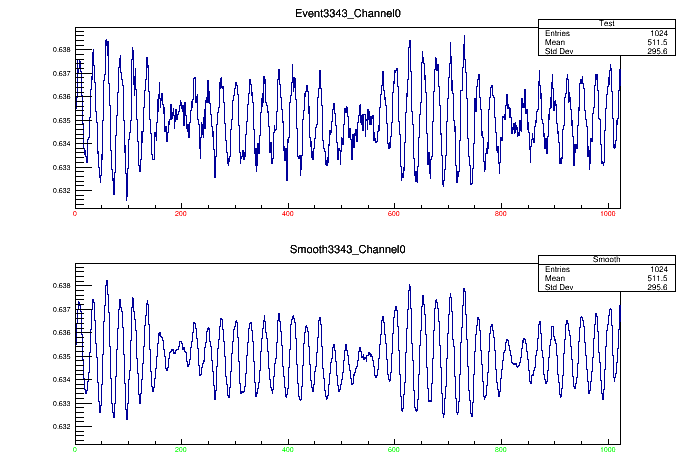 Event3343_Channel0
Test
Entries 1024
Mean 511.5
Std Dev 295.6
0.638
0.637
0.636
0.635
0.634
0.633
0.632
0 200 400 600 800 1000
Smooth3343_Channel0
Smooth
Entries 1024
Mean 511.5
Std Dev 295.6
0.638
0.637
0.636
0.635
0.634
0.633
0.632
0 200 400 600 800 1000